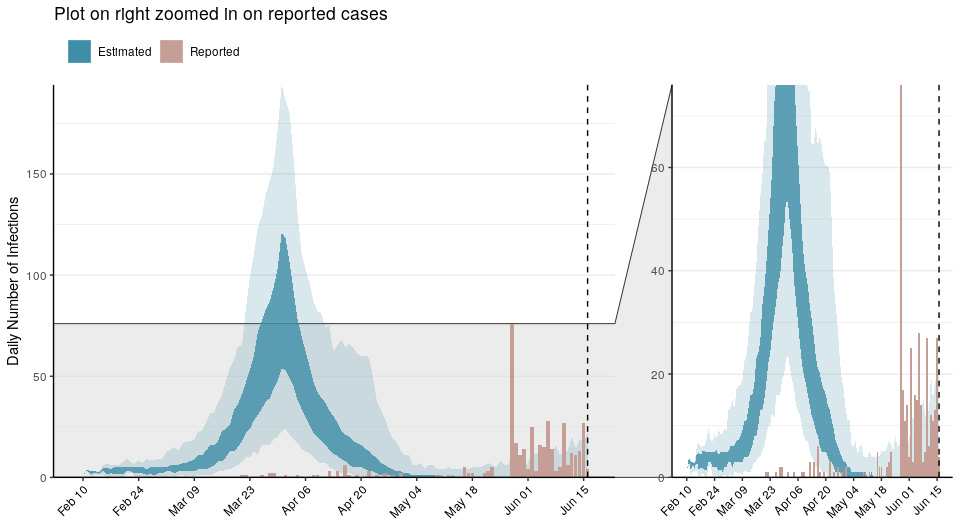 Plot on right zoomed in on reported cases
Estimated Reported
Daily Number of Infections
150
100
50
0
Feb 10 Feb 24 Mar 09 Mar 23 Apr 06 Apr 20 May 04 May 18 Jun 01 Jun 15
60
40
20
0
Feb 10 Feb 24 Mar 09 Mar 23 Apr 06 Apr 20 May 04 May 18 Jun 01 Jun 15